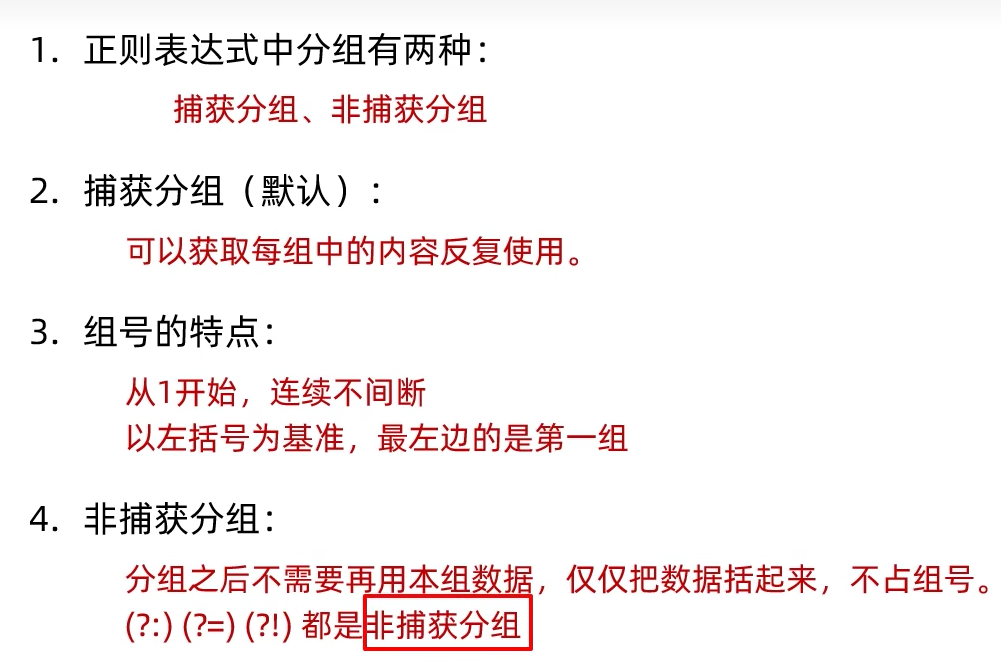 1. 正则表达式中分组有两种：
捕获分组、非捕获分组
2. 捕获分组（默认）：
可以获取每组中的内容反复使用。
3. 组号的特点：
从1开始，连续不间断
以左括号为基准，最左边的是第一组
4. 非捕获分组：
分组之后不需要再用本组数据，仅仅把数据括起来，不占组号。
(?:) (?=) (?!) 都是非捕获分组